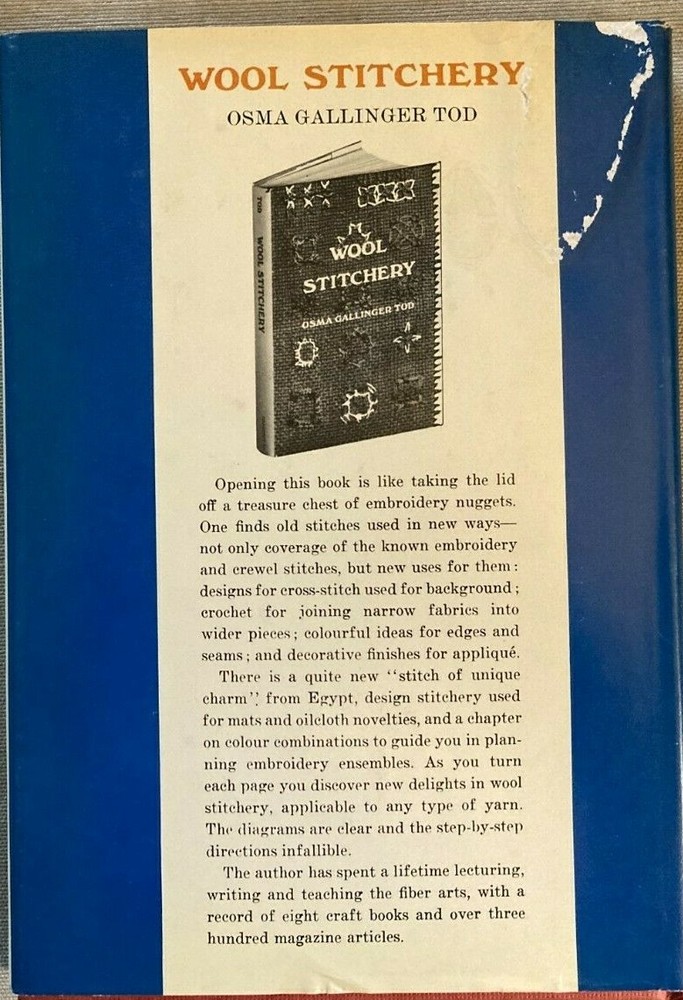 WOOL STITCHERY
OSMA GALLINGER TOD
TOD
WOOL STITCHERY
WOOL
STITCHERY
OSMA GALLINGER TOD
Opening this book is like taking the lid
off a treasure chest of embroidery nuggets.
One finds old stitches used in new ways—
not only coverage of the known embroidery
and crewel stitches, but new uses for them:
designs for cross-stitch used for background;
crochet for joining narrow fabrics into
wider pieces; colourful ideas for edges and
seams; and decorative finishes for appliqué.
There is a quite new “stitch of unique
charm”, from Egypt, design stitchery used
for mats and oilcloth novelties, and a chapter
on colour combinations to guide you in plan-
ning embroidery ensembles. As you turn
each page you discover new delights in wool
stitchery, applicable to any type of yarn.
The diagrams are clear and the step-by-step
directions infallible.
The author has spent a lifetime lecturing,
writing and teaching the fiber arts, with a
record of eight craft books and over three
hundred magazine articles.